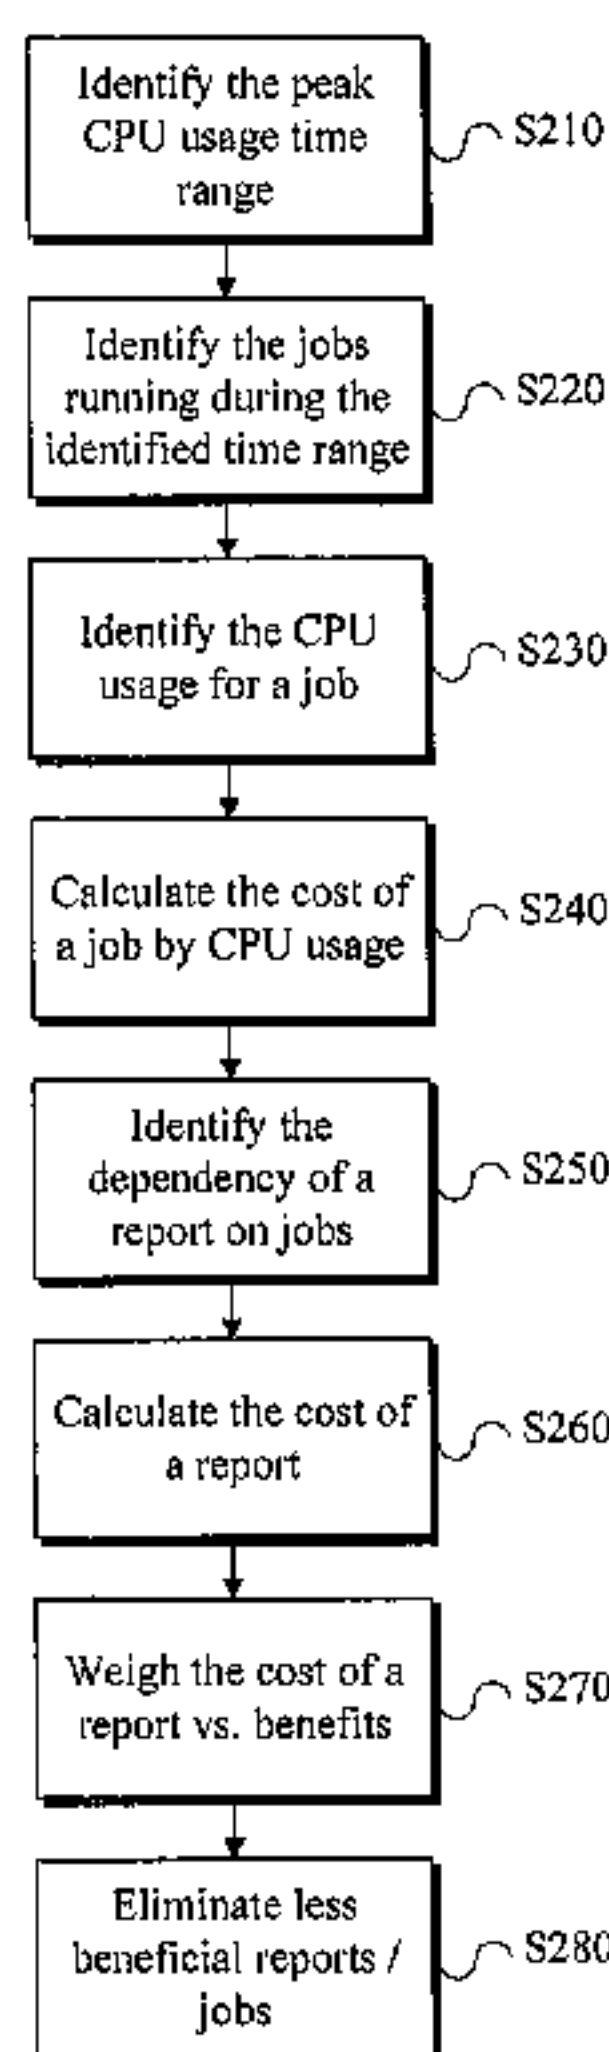 Identify the peak
CPU usage time
range
S210
Identify the jobs
running during the
identified time range
S220
Identify the CPU
usage for a job
S230
Calculate the cost of
a job by CPU usage
S240
Identify the
dependency of a
report on jobs
S250
Calculate the cost of
a report
S260
Weigh the cost of a
report vs. benefits
S270
Eliminate less
beneficial reports /
jobs
S280